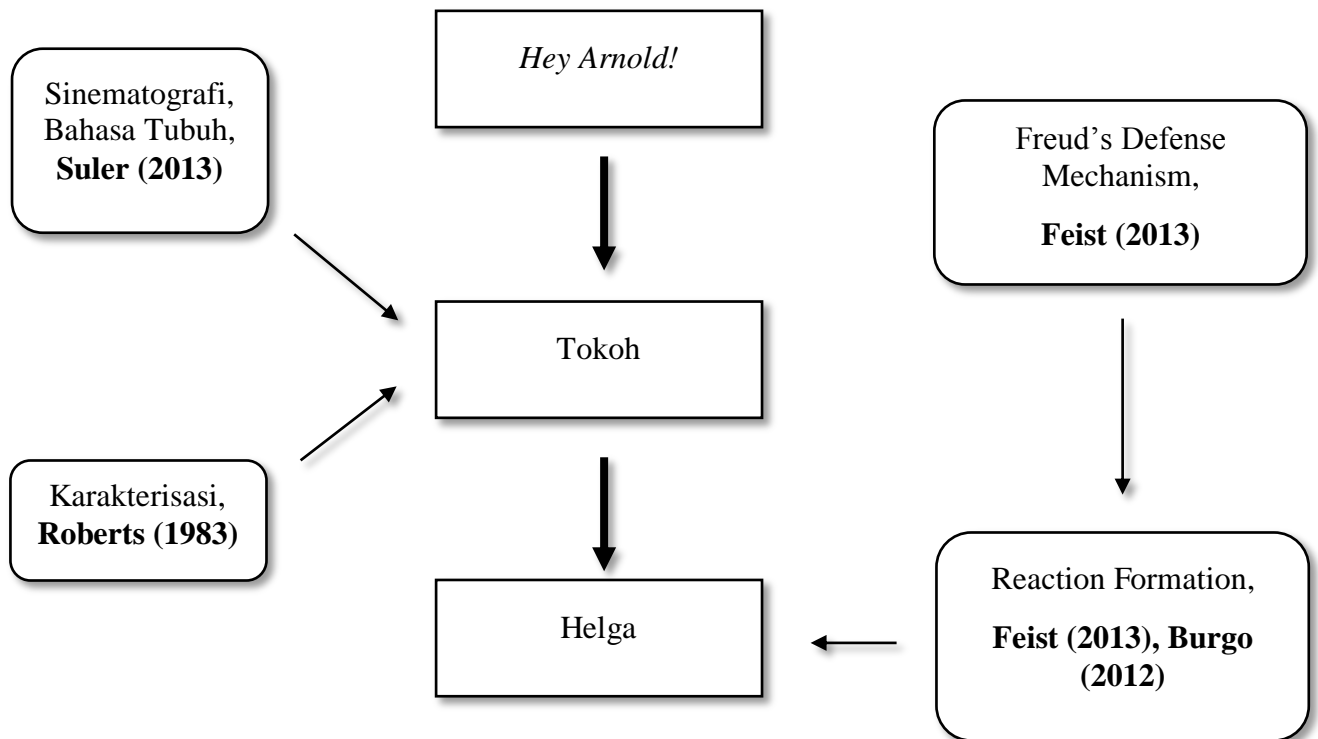 Hey Arnold!
Sinematografi,
Bahasa Tubuh,
Suler (2013)
Freud’s Defense
Mechanism,
Feist (2013)
Tokoh
Karakterisasi,
Roberts (1983)
Helga
Reaction Formation,
Feist (2013), Burgo
(2012)